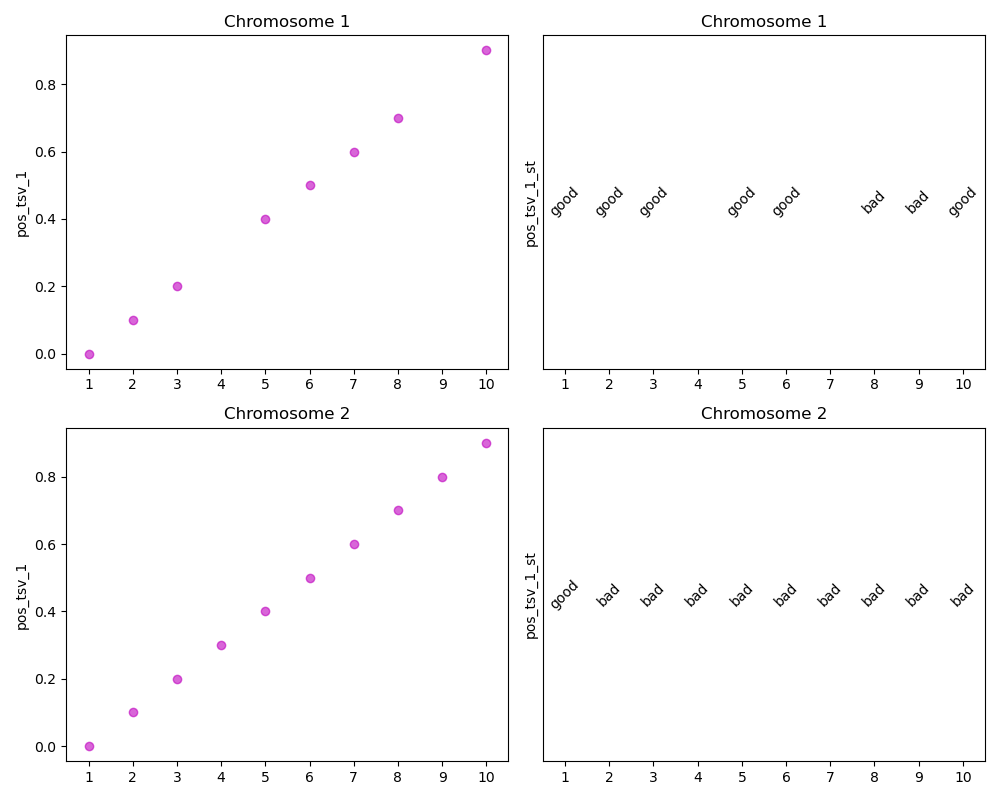 Chromosome 1
pos_tsv_1
0.8
0.6
0.4
0.2
0.0
1 2 3 4 5 6 7 8 9 10
Chromosome 1
pos_tsv_1_st
good good good good good bad bad good
1 2 3 4 5 6 7 8 9 10
Chromosome 2
pos_tsv_1
0.8
0.6
0.4
0.2
0.0
1 2 3 4 5 6 7 8 9 10
Chromosome 2
pos_tsv_1_st
good bad bad bad bad bad bad bad bad bad
1 2 3 4 5 6 7 8 9 10